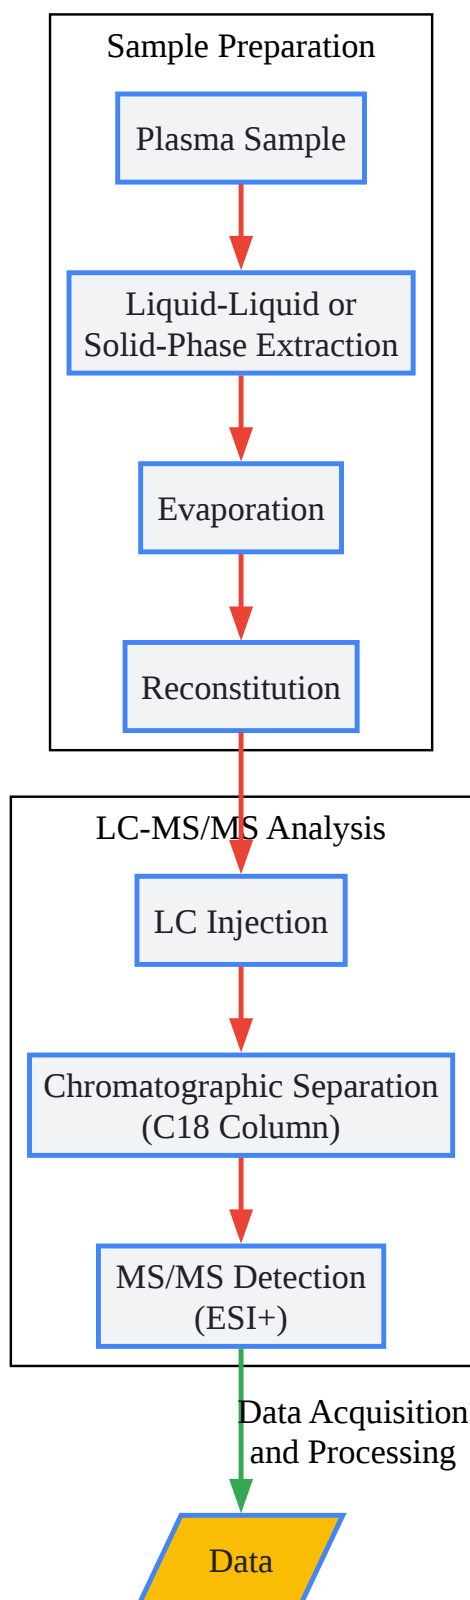 Sample Preparation
Plasma Sample
Liquid-Liquid or
Solid-Phase Extraction
Evaporation
Reconstitution
LC-MS/MS Analysis
LC Injection
Chromatographic Separation
(C18 Column)
MS/MS Detection
(ESI+)
Data Acquisition
and Processing
Data